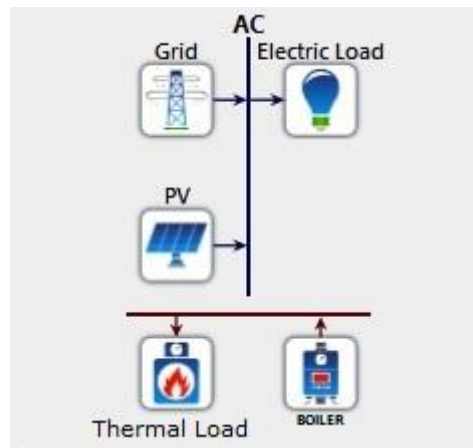 AC
Grid
Electric Load
PV
Thermal Load
BOILER